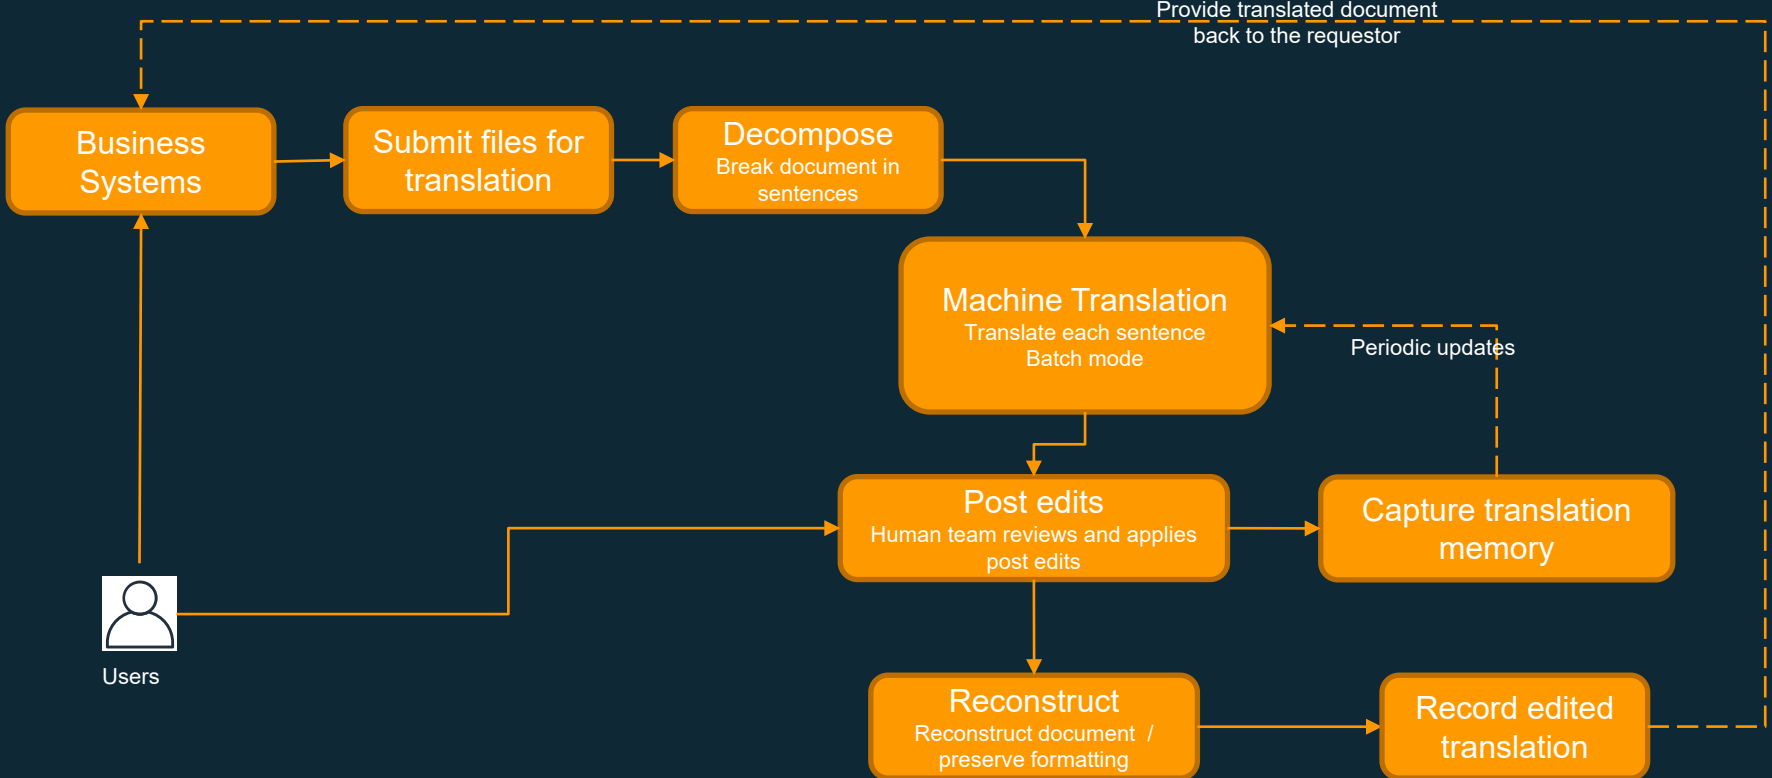 Provide translated document
back to the requestor
Business
Systems
Submit files for
translation
Decompose
Break document in
sentences
Machine Translation
Translate each sentence
Batch mode
Periodic updates
Post edits
Human team reviews and applies
post edits
Capture translation
memory
Users
Reconstruct
Reconstruct document /
preserve formatting
Record edited
translation